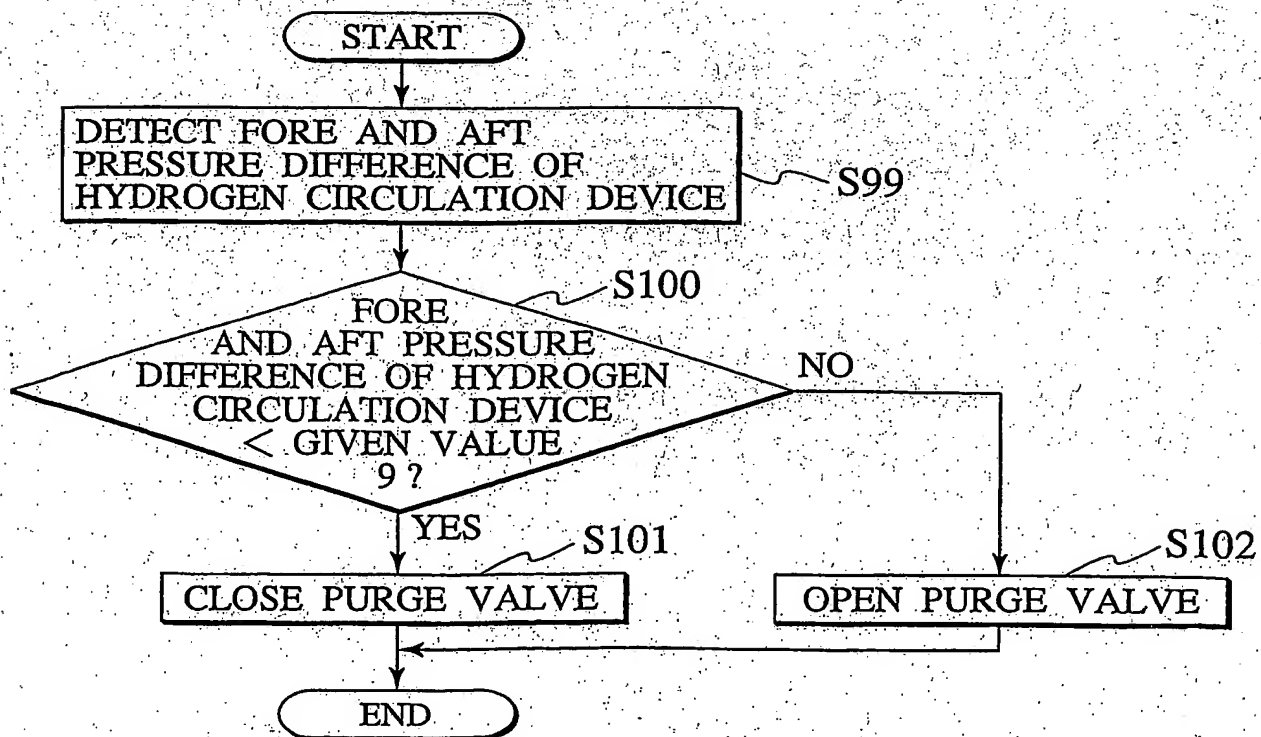 START
DETECT FORE AND AFT
PRESSURE DIFFERENCE OF
HYDROGEN CIRCULATION DEVICE
S99
S100
FORE
AND AFT PRESSURE
DIFFERENCE OF HYDROGEN
CIRCULATION DEVICE
< GIVEN VALUE
9 ?
NO
YES
S101
CLOSE PURGE VALVE
S102
OPEN PURGE VALVE
END